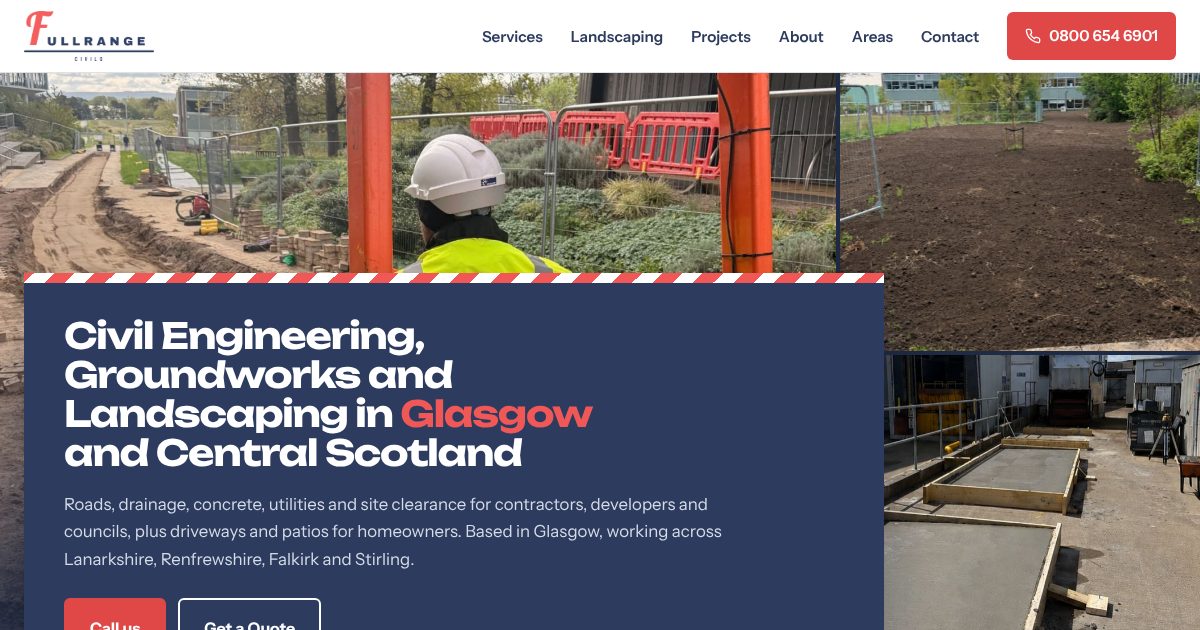 FULLRANGE
CIVILS
Services
Landscaping
Projects
About
Areas
Contact
0800 654 6901
Civil Engineering,
Groundworks and
Landscaping in Glasgow
and Central Scotland
Roads, drainage, concrete, utilities and site clearance for contractors, developers and
councils, plus driveways and patios for homeowners. Based in Glasgow, working across
Lanarkshire, Renfrewshire, Falkirk and Stirling.
Call us
Get a Quote